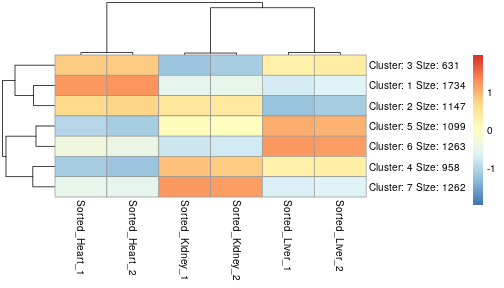 Cluster: 3 Size: 631
Cluster: 1 Size: 1734
Cluster: 2 Size: 1147
Cluster: 5 Size: 1099
Cluster: 6 Size: 1263
Cluster: 4 Size: 958
Cluster: 7 Size: 1262
1
0
-1
Sorted_Heart_1
Sorted_Heart_2
Sorted_Kidney_1
Sorted_Kidney_2
Sorted_Liver_1
Sorted_Liver_2